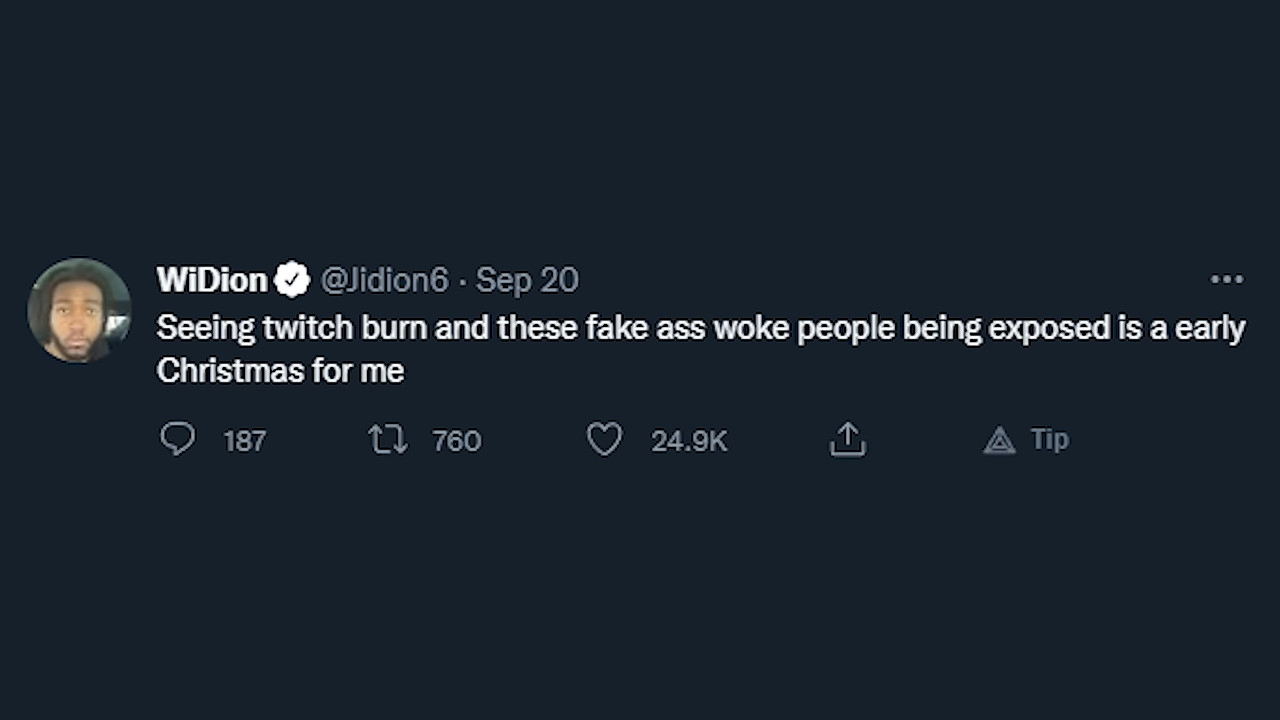 WiDion @Jidion6 · Sep 20
Seeing twitch burn and these fake ass woke people being exposed is a early
Christmas for me
187 760 24.9K Tip